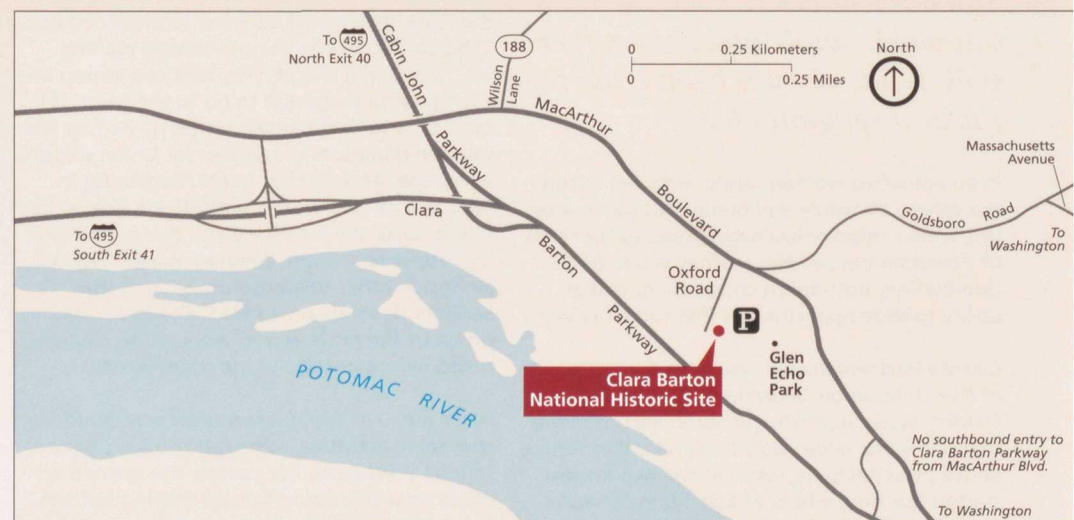 To 495
North Exit 40
Cabin John
Parkway
188
Wilson
Lane
0 0.25 Kilometers
0 0.25 Miles
North
MacArthur
Boulevard
Massachusetts
Avenue
Goldsboro Road
To
Washington
Clara
Barton
Parkway
To 495
South Exit 41
Oxford
Road
P
Glen
Echo
Park
Clara Barton
National Historic Site
POTOMAC RIVER
No southbound entry to
Clara Barton Parkway
from MacArthur Blvd.
To Washington